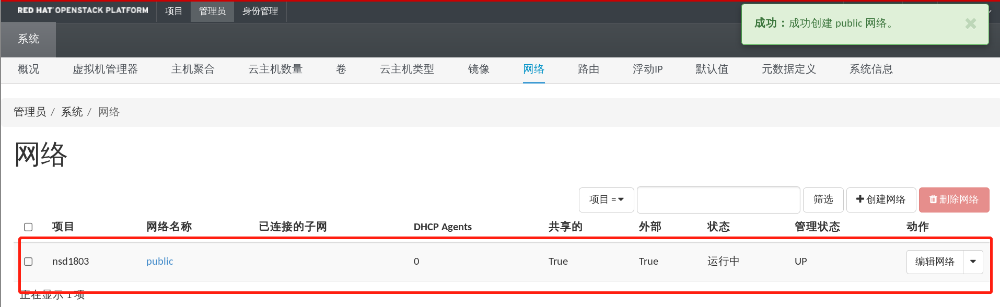 RED HAT OPENSTACK PLATFORM 项目 管理员 身份管理
成功：成功创建 public 网络。
系统
概况 虚拟机管理器 主机聚合 云主机数量 卷 云主机类型 镜像 网络 路由 浮动IP 默认值 元数据定义 系统信息
管理员 / 系统 / 网络
网络
项目 = 筛选 创建网络 删除网络
项目 网络名称 已连接的子网 DHCP Agents 共享的 外部 状态 管理状态 动作
nsd1803 public 0 True True 运行中 UP 编辑网络
正在显示 1 项